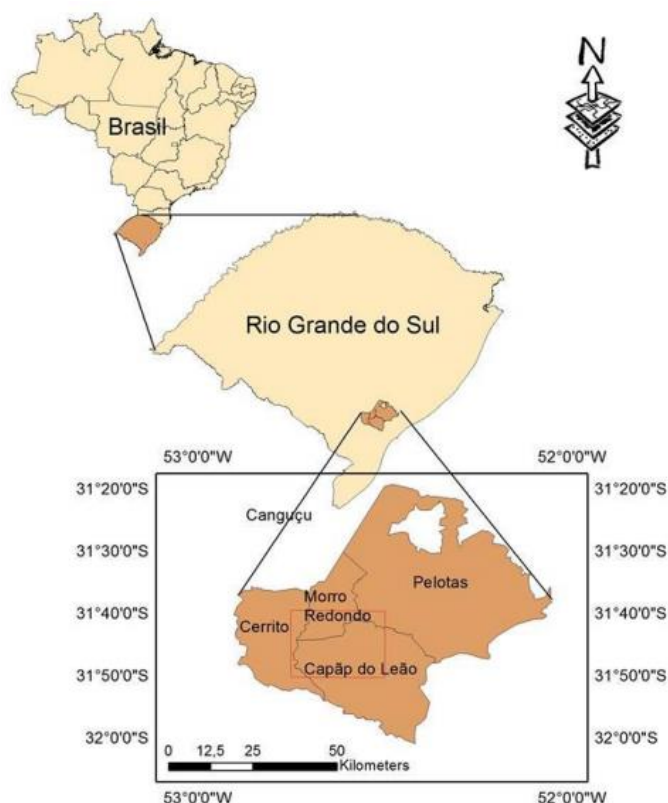 N
Brasil
Rio Grande do Sul
53°0'0"W 52°0'0"W
31°20'0"S 31°20'0"S
Canguçu
31°30'0"S 31°30'0"S
Pelotas
Morro
31°40'0"S Redondo 31°40'0"S
Cerrito
31°50'0"S Capãp do Leão 31°50'0"S
32°0'0"S 32°0'0"S
0 12,5 25 50
Kilometers
53°0'0"W 52°0'0"W